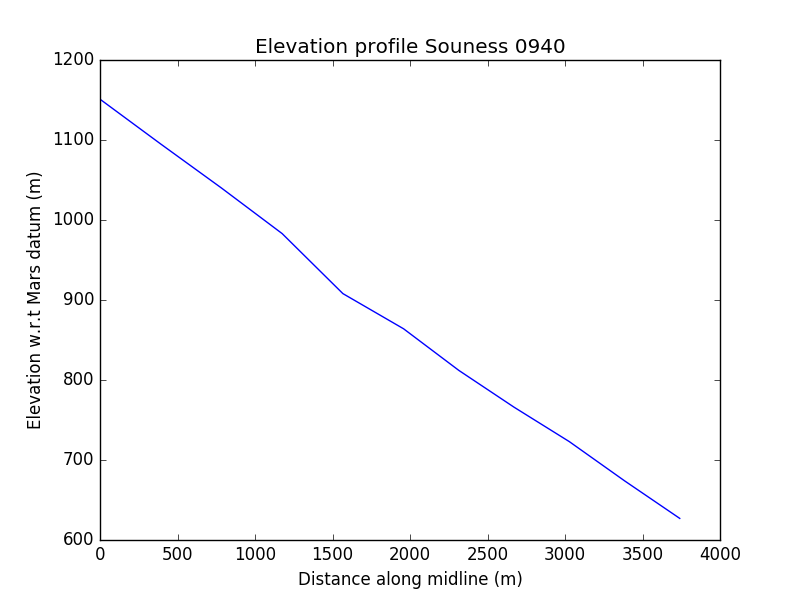 Elevation profile Souness 0940
1200
1100
1000
900
800
700
600
Elevation w.r.t Mars datum (m)
0 500 1000 1500 2000 2500 3000 3500 4000
Distance along midline (m)